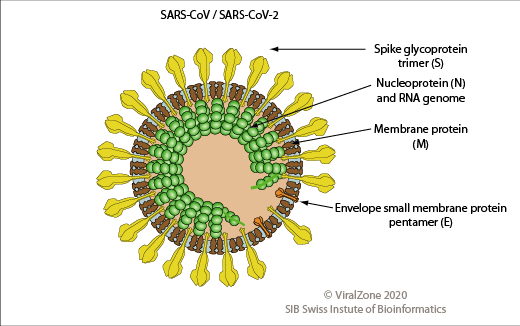 SARS-CoV / SARS-CoV-2
Spike glycoprotein
trimer (S)
Nucleoprotein (N)
and RNA genome
Membrane protein
(M)
Envelope small membrane protein
pentamer (E)
© ViralZone 2020
SIB Swiss Insitute of Bioinformatics